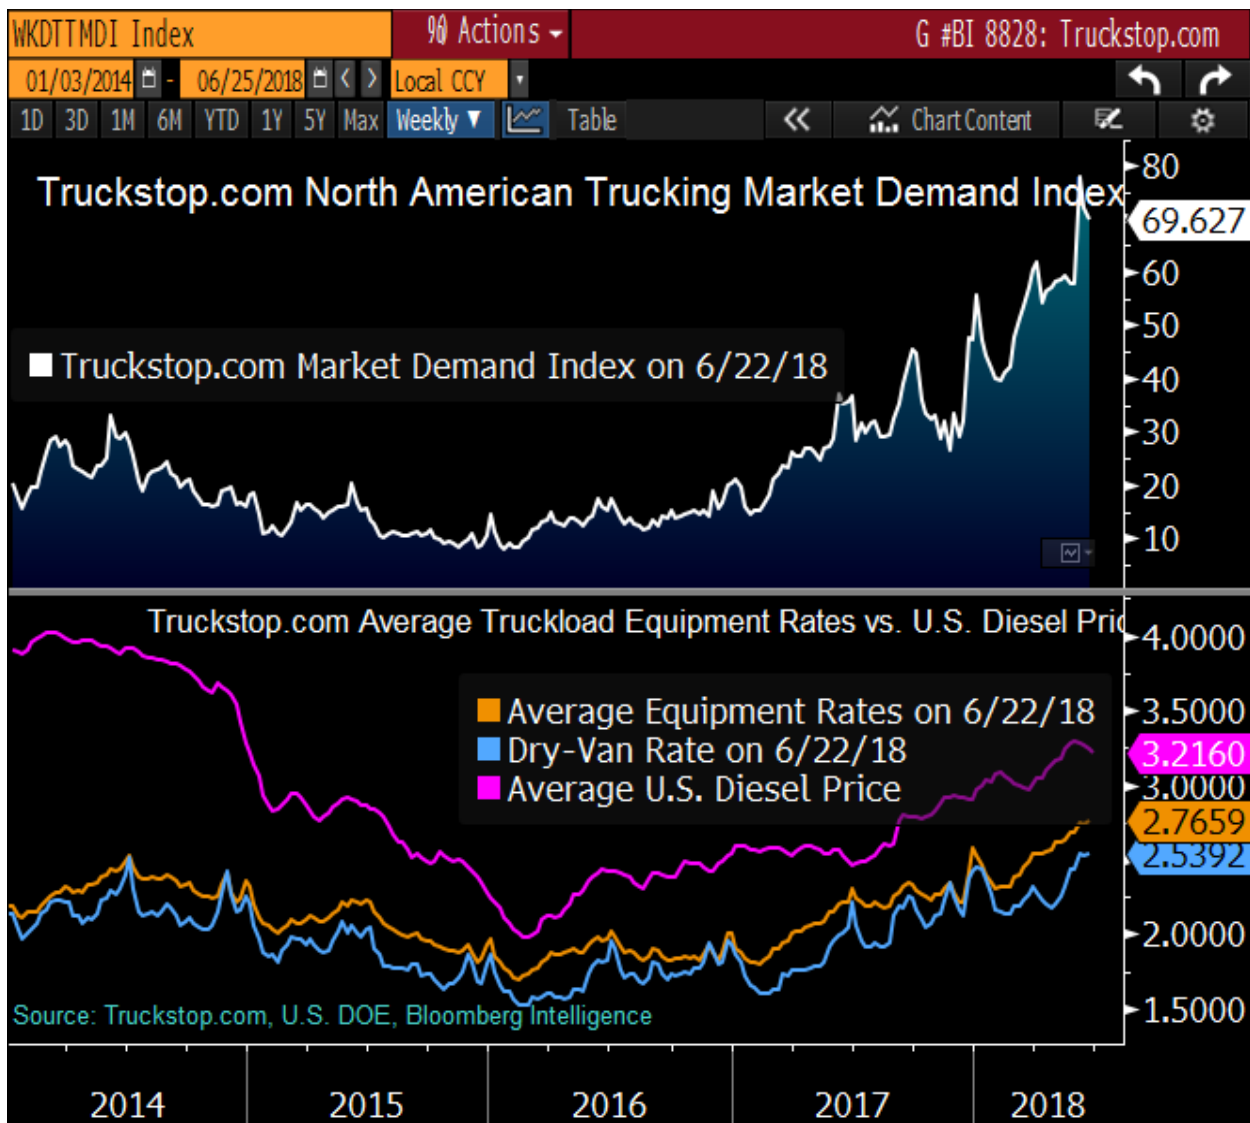 WKDTTMDI Index 90 Actions G #BI 8828: Truckstop.com
01/03/2014 - 06/25/2018 < > Local CCY
1D 3D 1M 6M YTD 1Y 5Y Max Weekly ▼ Table « Chart Content
Truckstop.com North American Trucking Market Demand Index
80
69.627
60
50
Truckstop.com Market Demand Index on 6/22/18
40
30
20
10
Truckstop.com Average Truckload Equipment Rates vs. U.S. Diesel Pric
4.0000
3.5000
Average Equipment Rates on 6/22/18
Dry-Van Rate on 6/22/18
Average U.S. Diesel Price
3.2160
3.0000
2.7659
2.5392
2.0000
1.5000
Source: Truckstop.com, U.S. DOE, Bloomberg Intelligence
2014 2015 2016 2017 2018